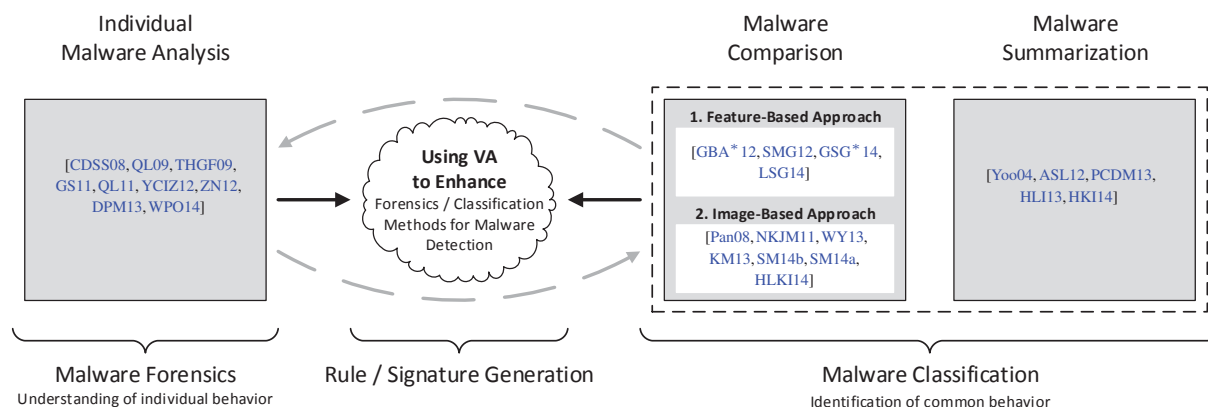 Individual
Malware Analysis
Malware
Comparison
Malware
Summarization
[CDSS08, QL09, THGF09,
GS11, QL11, YCIZ12, ZN12,
DPM13, WPO14]
Using VA
to Enhance
Forensics / Classification
Methods for Malware
Detection
1. Feature-Based Approach
[GBA*12, SMG12, GSG*14,
LSG14]
2. Image-Based Approach
[Pan08, NKJM11, WY13,
KM13, SM14b, SM14a,
HLKI14]
[Yoo04, ASL12, PCDM13,
HLI13, HKI14]
Malware Forensics
Understanding of individual behavior
Rule / Signature Generation
Malware Classification
Identification of common behavior